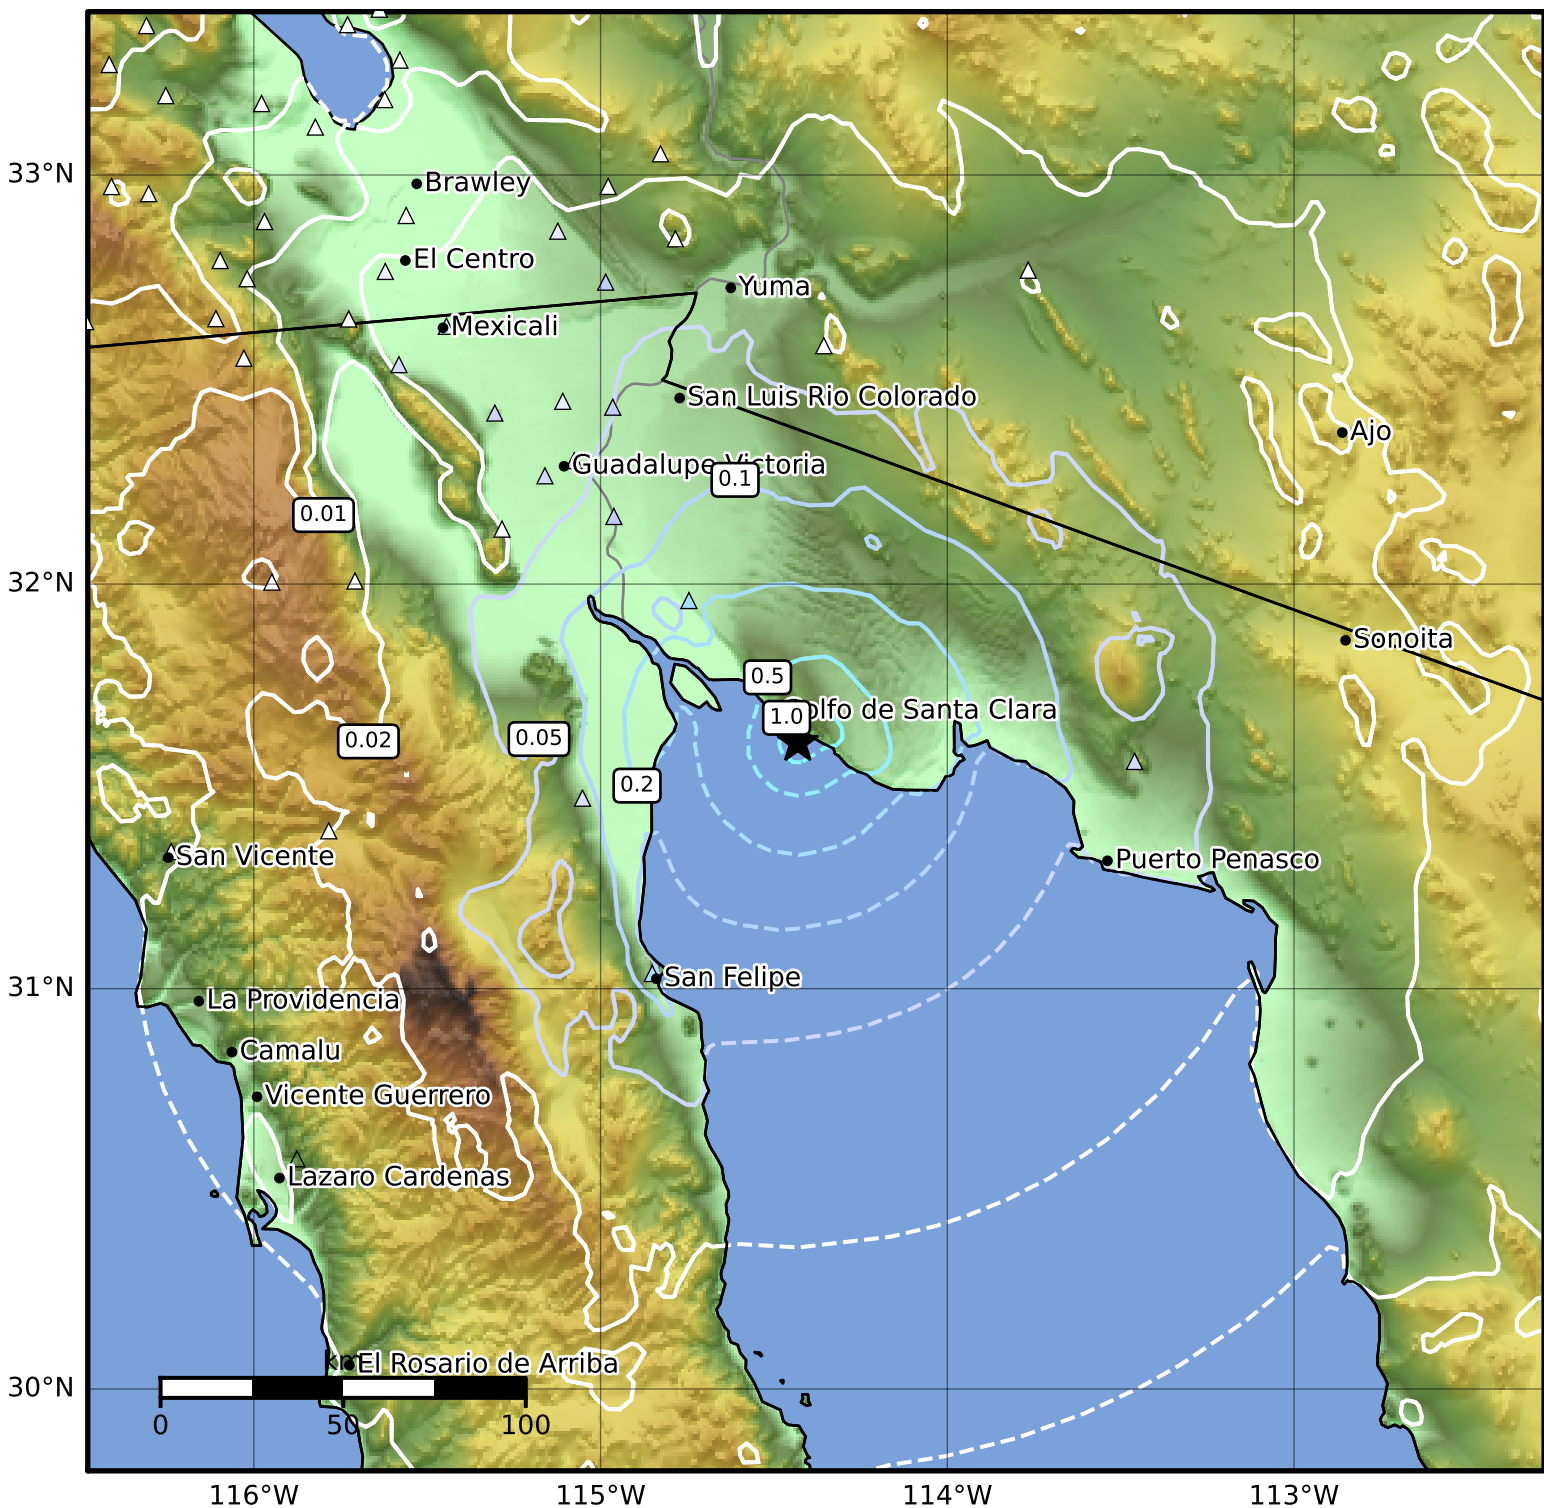 33°N
Brawley
El Centro
Yuma
Mexicali
San Luis Rio Colorado
Ajo
Guadalupe Victoria
0.1
0.01
32°N
Sonoita
0.5
Golfo de Santa Clara
1.0
0.02
0.05
0.2
San Vicente
Puerto Penasco
San Felipe
31°N
La Providencia
Camalu
Vicente Guerrero
Lazaro Cardenas
km
El Rosario de Arriba
30°N
0 50 100
116°W 115°W 114°W 113°W